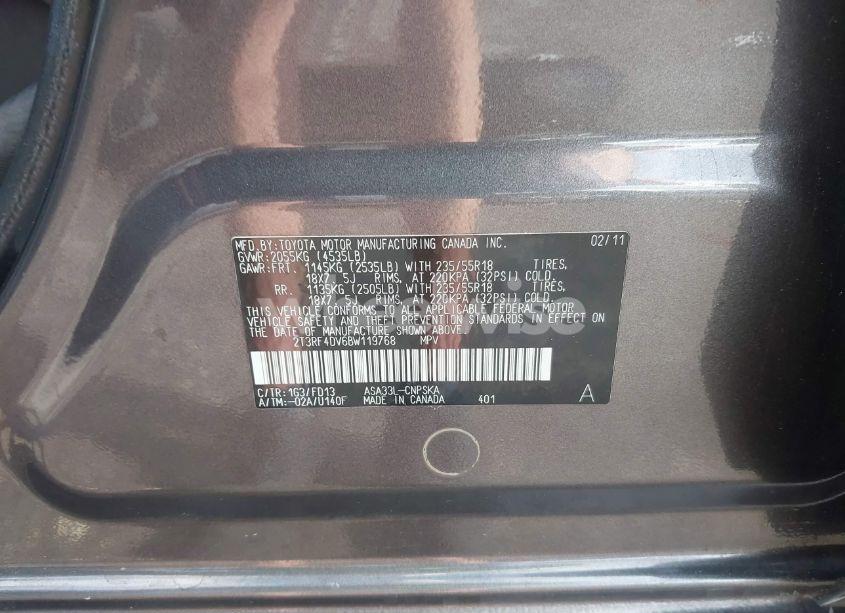 MFD.BY:TOYOTA MOTOR MANUFACTURING CANADA INC. 02/11
GVWR:2055KG (4535LB)
GAWR:FRT. 1145KG (2535LB) WITH 235/55R18 TIRES,
18X7.5J RIMS, AT 220KPA (32PSI) COLD.
RR. 1135KG (2505LB) WITH 235/55R18 TIRES,
18X7. J RIMS, AT 220KPA (32PSI) COLD.
THIS VEHICLE CONFORMS TO ALL APPLICABLE FEDERAL MOTOR
VEHICLE SAFETY AND THEFT PREVENTION STANDARDS IN EFFECT ON
THE DATE OF MANUFACTURE SHOWN ABOVE.
2T3RF4DV6BW119768 MPV
C/TR:1G3/FD13 ASA33L-CNPSKA
A/TM:-02A/U140F MADE IN CANADA 401 A